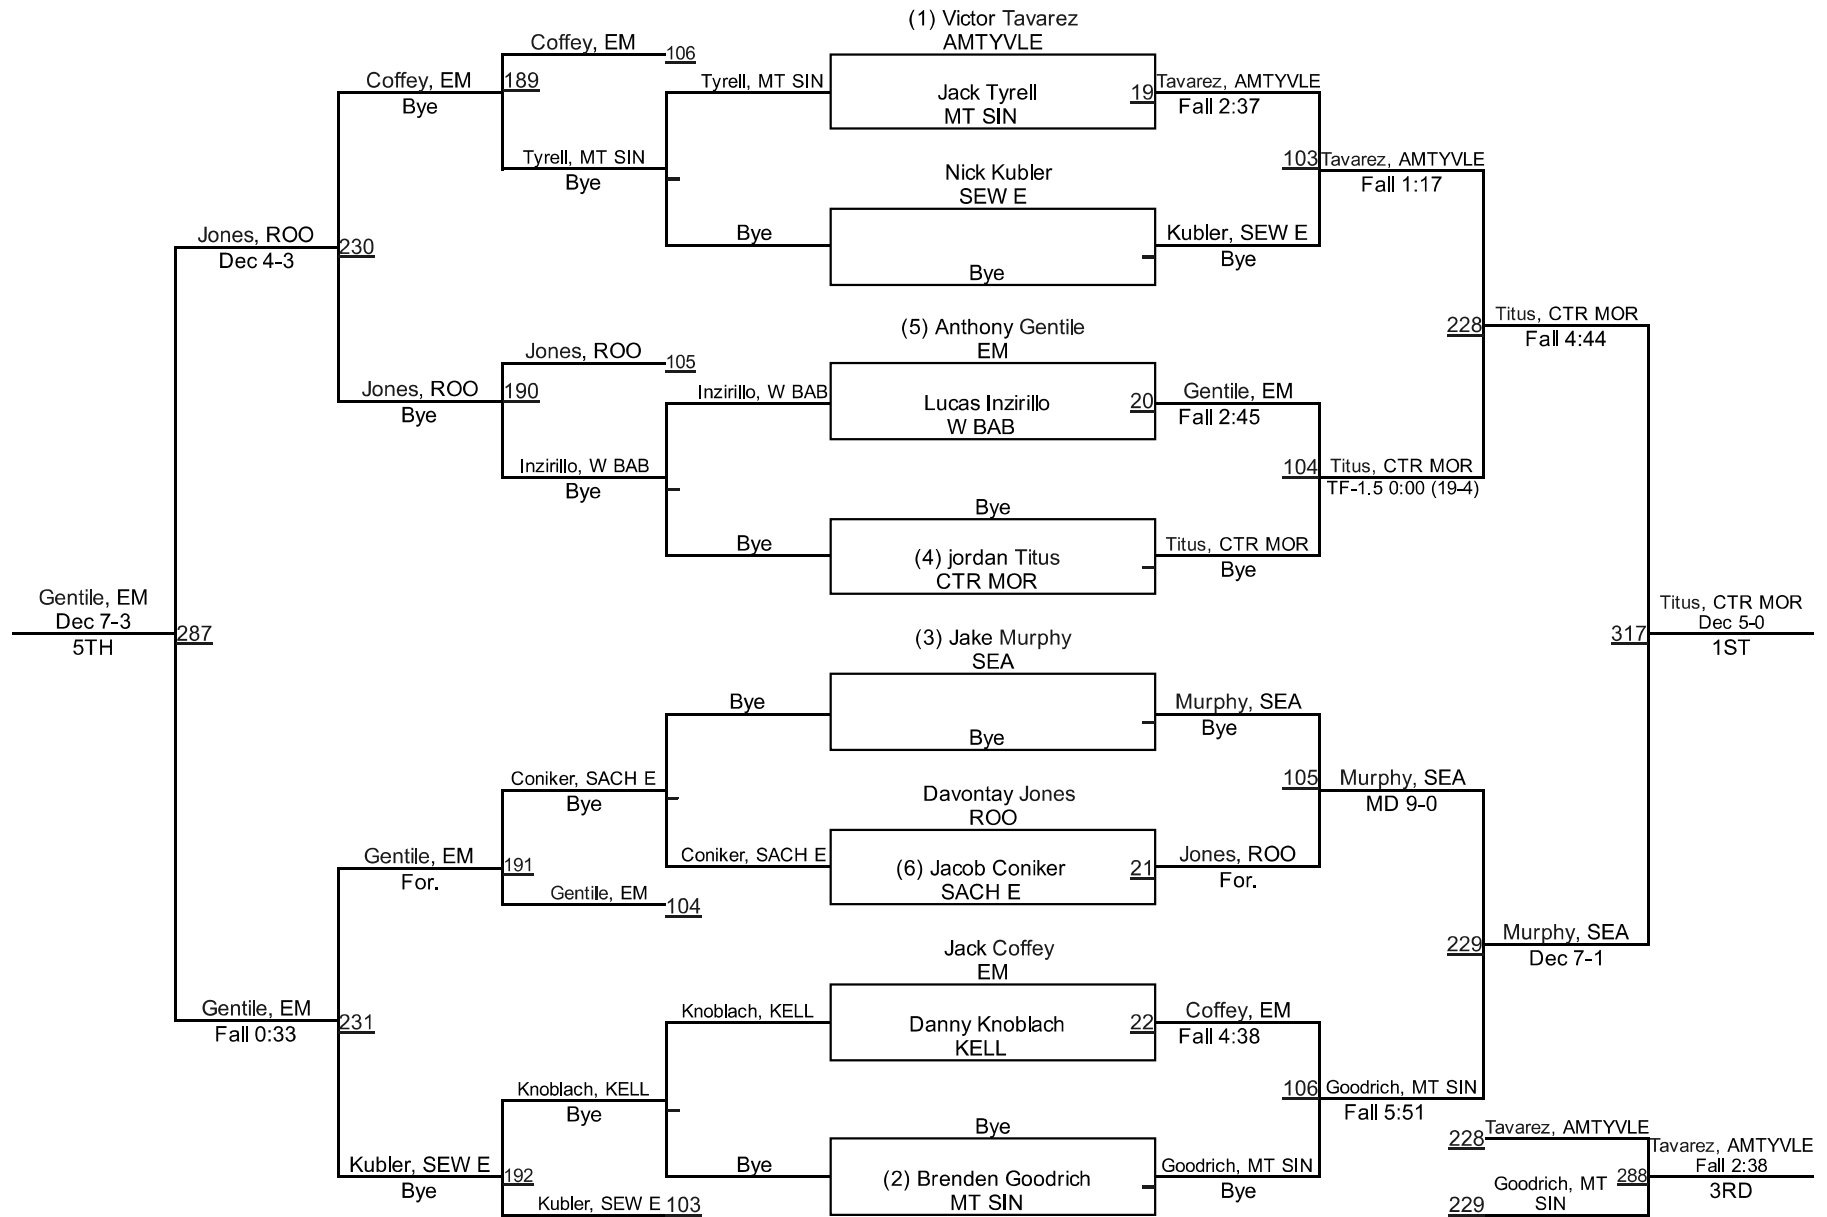 (1) Victor Tavarez
AMTYVLE
Jack Tyrell
MT SIN
19
Nick Kubler
SEW E
Bye
(5) Anthony Gentile
EM
Lucas Inzirillo
W BAB
20
Bye
(4) jordan Titus
CTR MOR
(3) Jake Murphy
SEA
Bye
Davontay Jones
ROO
(6) Jacob Coniker
SACH E
21
Jack Coffey
EM
Danny Knoblach
KELL
22
Bye
(2) Brenden Goodrich
MT SIN
Tavarez, AMTYVLE
Fall 2:37
Kubler, SEW E
Bye
Gentile, EM
Fall 2:45
Titus, CTR MOR
Bye
Murphy, SEA
Bye
Jones, ROO
For.
Coffey, EM
Fall 4:38
Goodrich, MT SIN
Bye
103
Tavarez, AMTYVLE
Fall 1:17
104
Titus, CTR MOR
TF-1.5 0:00 (19-4)
105
Murphy, SEA
MD 9-0
106
Goodrich, MT SIN
Fall 5:51
228
Titus, CTR MOR
Fall 4:44
229
Murphy, SEA
Dec 7-1
317
Titus, CTR MOR
Dec 5-0
1ST
228
Tavarez, AMTYVLE
229
Goodrich, MT
SIN
288
Tavarez, AMTYVLE
Fall 2:38
3RD
Tyrell, MT SIN
Bye
Inzirillo, W BAB
Bye
Bye
Coniker, SACH E
Knoblach, KELL
Bye
Coffey, EM
106
Tyrell, MT SIN
Bye
Jones, ROO
105
Inzirillo, W BAB
Bye
Coniker, SACH E
Bye
Gentile, EM
104
Knoblach, KELL
Bye
Kubler, SEW E
103
189
Coffey, EM
Bye
190
Jones, ROO
Bye
191
Gentile, EM
For.
192
Kubler, SEW E
Bye
230
Jones, ROO
Dec 4-3
231
Gentile, EM
Fall 0:33
287
Gentile, EM
Dec 7-3
5TH